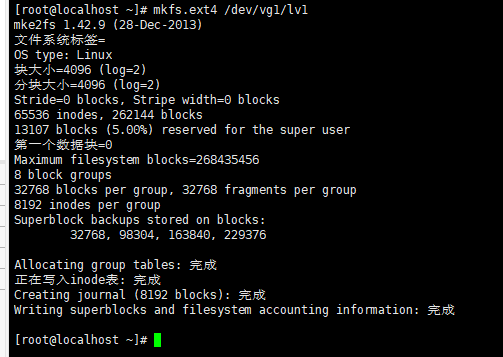 [root@localhost ~]# mkfs.ext4 /dev/vg1/lv1
mke2fs 1.42.9 (28-Dec-2013)
文件系统标签=
OS type: Linux
块大小=4096 (log=2)
分块大小=4096 (log=2)
Stride=0 blocks, Stripe width=0 blocks
65536 inodes, 262144 blocks
13107 blocks (5.00%) reserved for the super user
第一个数据块=0
Maximum filesystem blocks=268435456
8 block groups
32768 blocks per group, 32768 fragments per group
8192 inodes per group
Superblock backups stored on blocks:
32768, 98304, 163840, 229376
Allocating group tables: 完成
正在写入inode表: 完成
Creating journal (8192 blocks): 完成
Writing superblocks and filesystem accounting information: 完成
[root@localhost ~]#